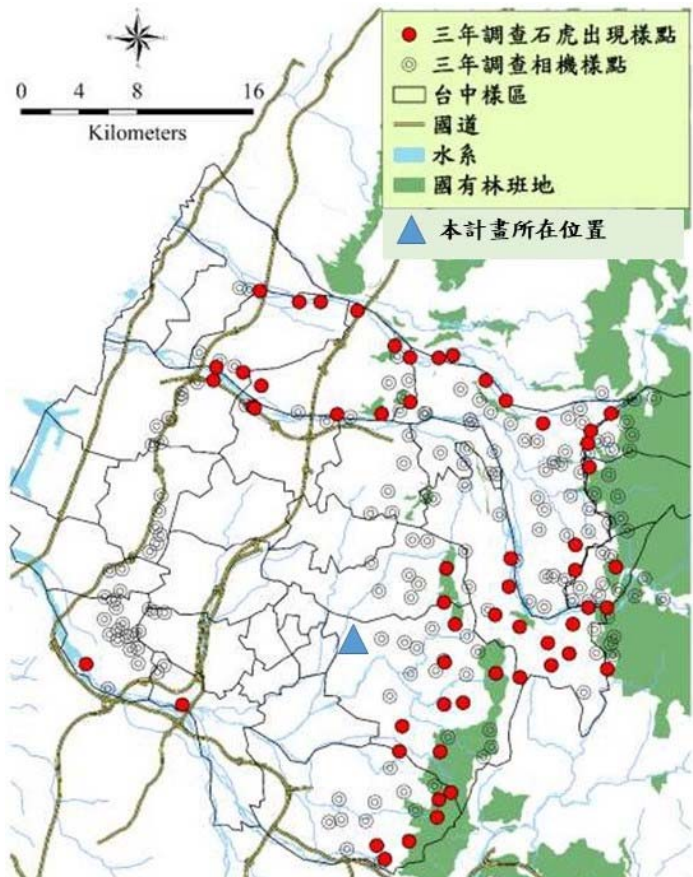 三年調查石虎出現樣點
三年調查相機樣點
台中樣區
國道
水系
國有林班地
本計畫所在位置
0 4 8 16
Kilometers